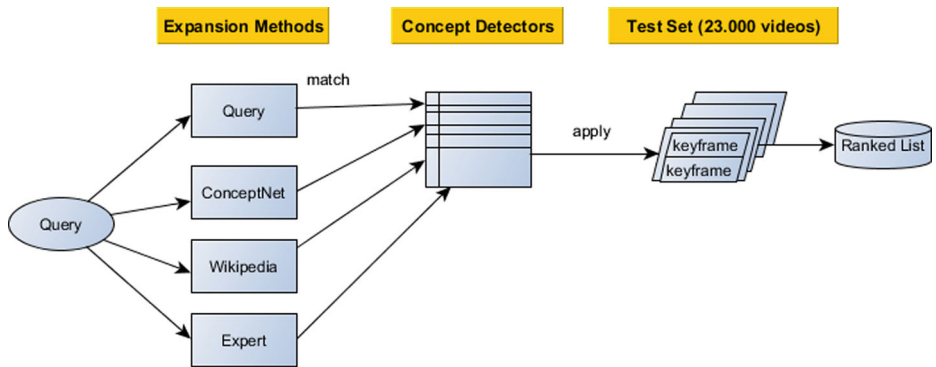 Expansion Methods
Concept Detectors
Test Set (23.000 videos)
match
Query
ConceptNet
Query
Wikipedia
Expert
apply
keyframe
keyframe
Ranked List